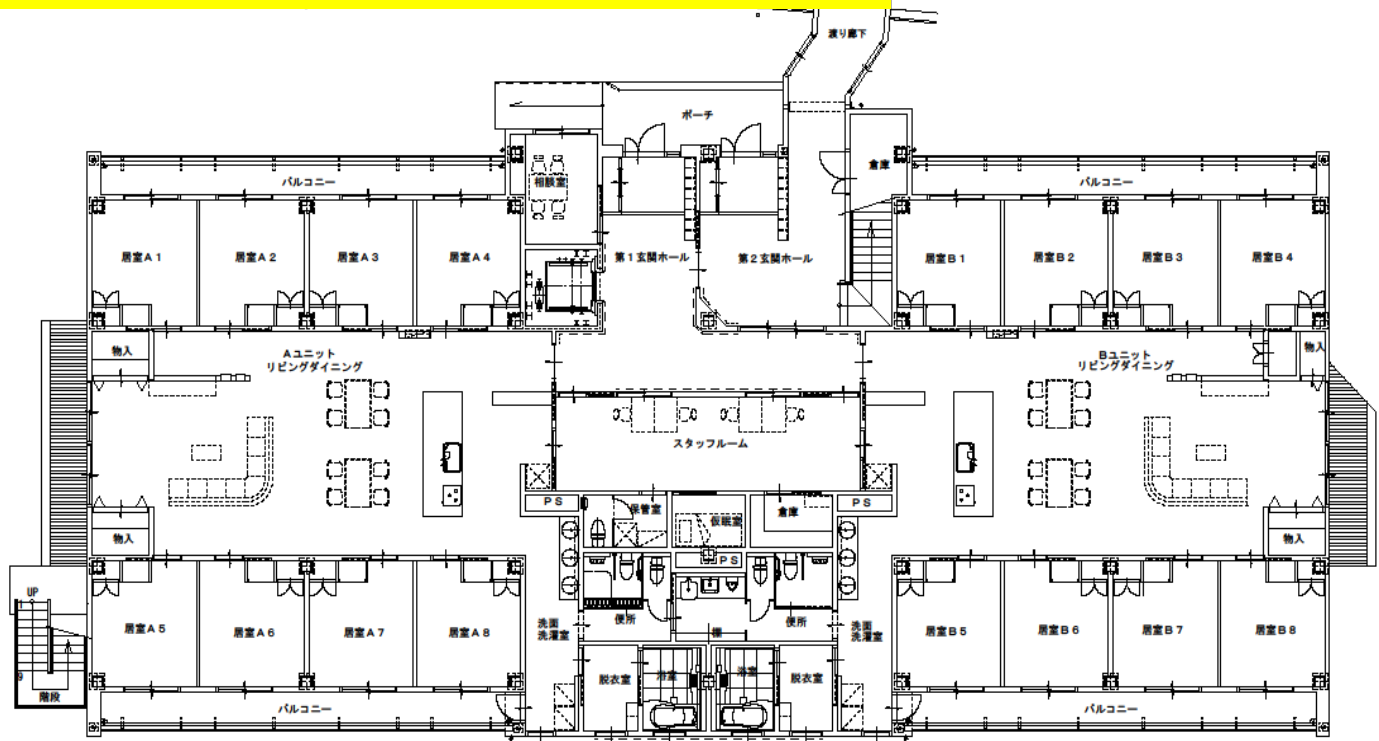 渡り廊下
ポーチ
倉庫
相談室
バルコニー
バルコニー
居室A1
居室A2
居室A3
居室A4
第1玄関ホール
第2玄関ホール
居室B1
居室B2
居室B3
居室B4
物入
Aユニット
リビングダイニング
Bユニット
リビングダイニング
物入
スタッフルーム
PS
保管室
仮眠室
倉庫
PS
物入
物入
PS
UP
1
居室A5
居室A6
居室A7
居室A8
洗面
洗濯室
便所
棚
便所
洗面
洗濯室
居室B5
居室B6
居室B7
居室B8
9
階段
脱衣室
浴室
浴室
脱衣室
バルコニー
バルコニー